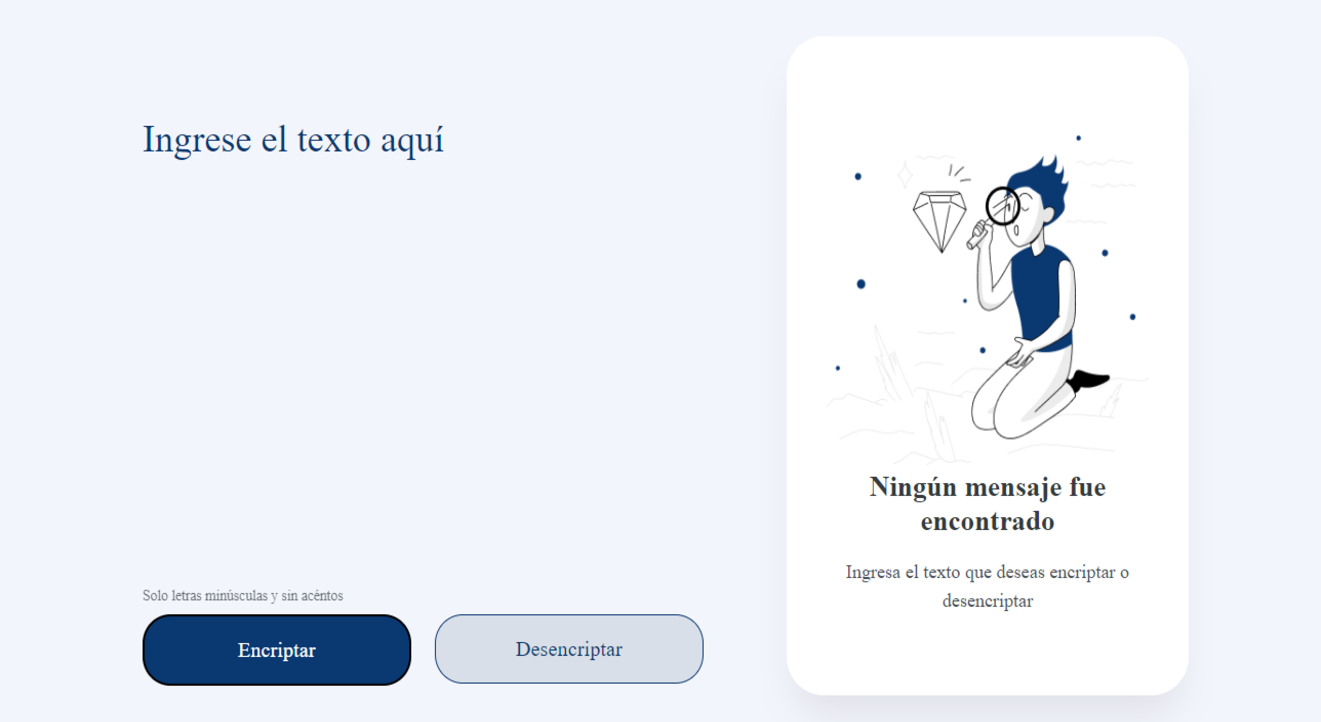 Ingrese el texto aquí
Solo letras minúsculas y sin acéntos
Encriptar
Desencriptar
Ningún mensaje fue
encontrado
Ingresa el texto que deseas encriptar o
desencriptar